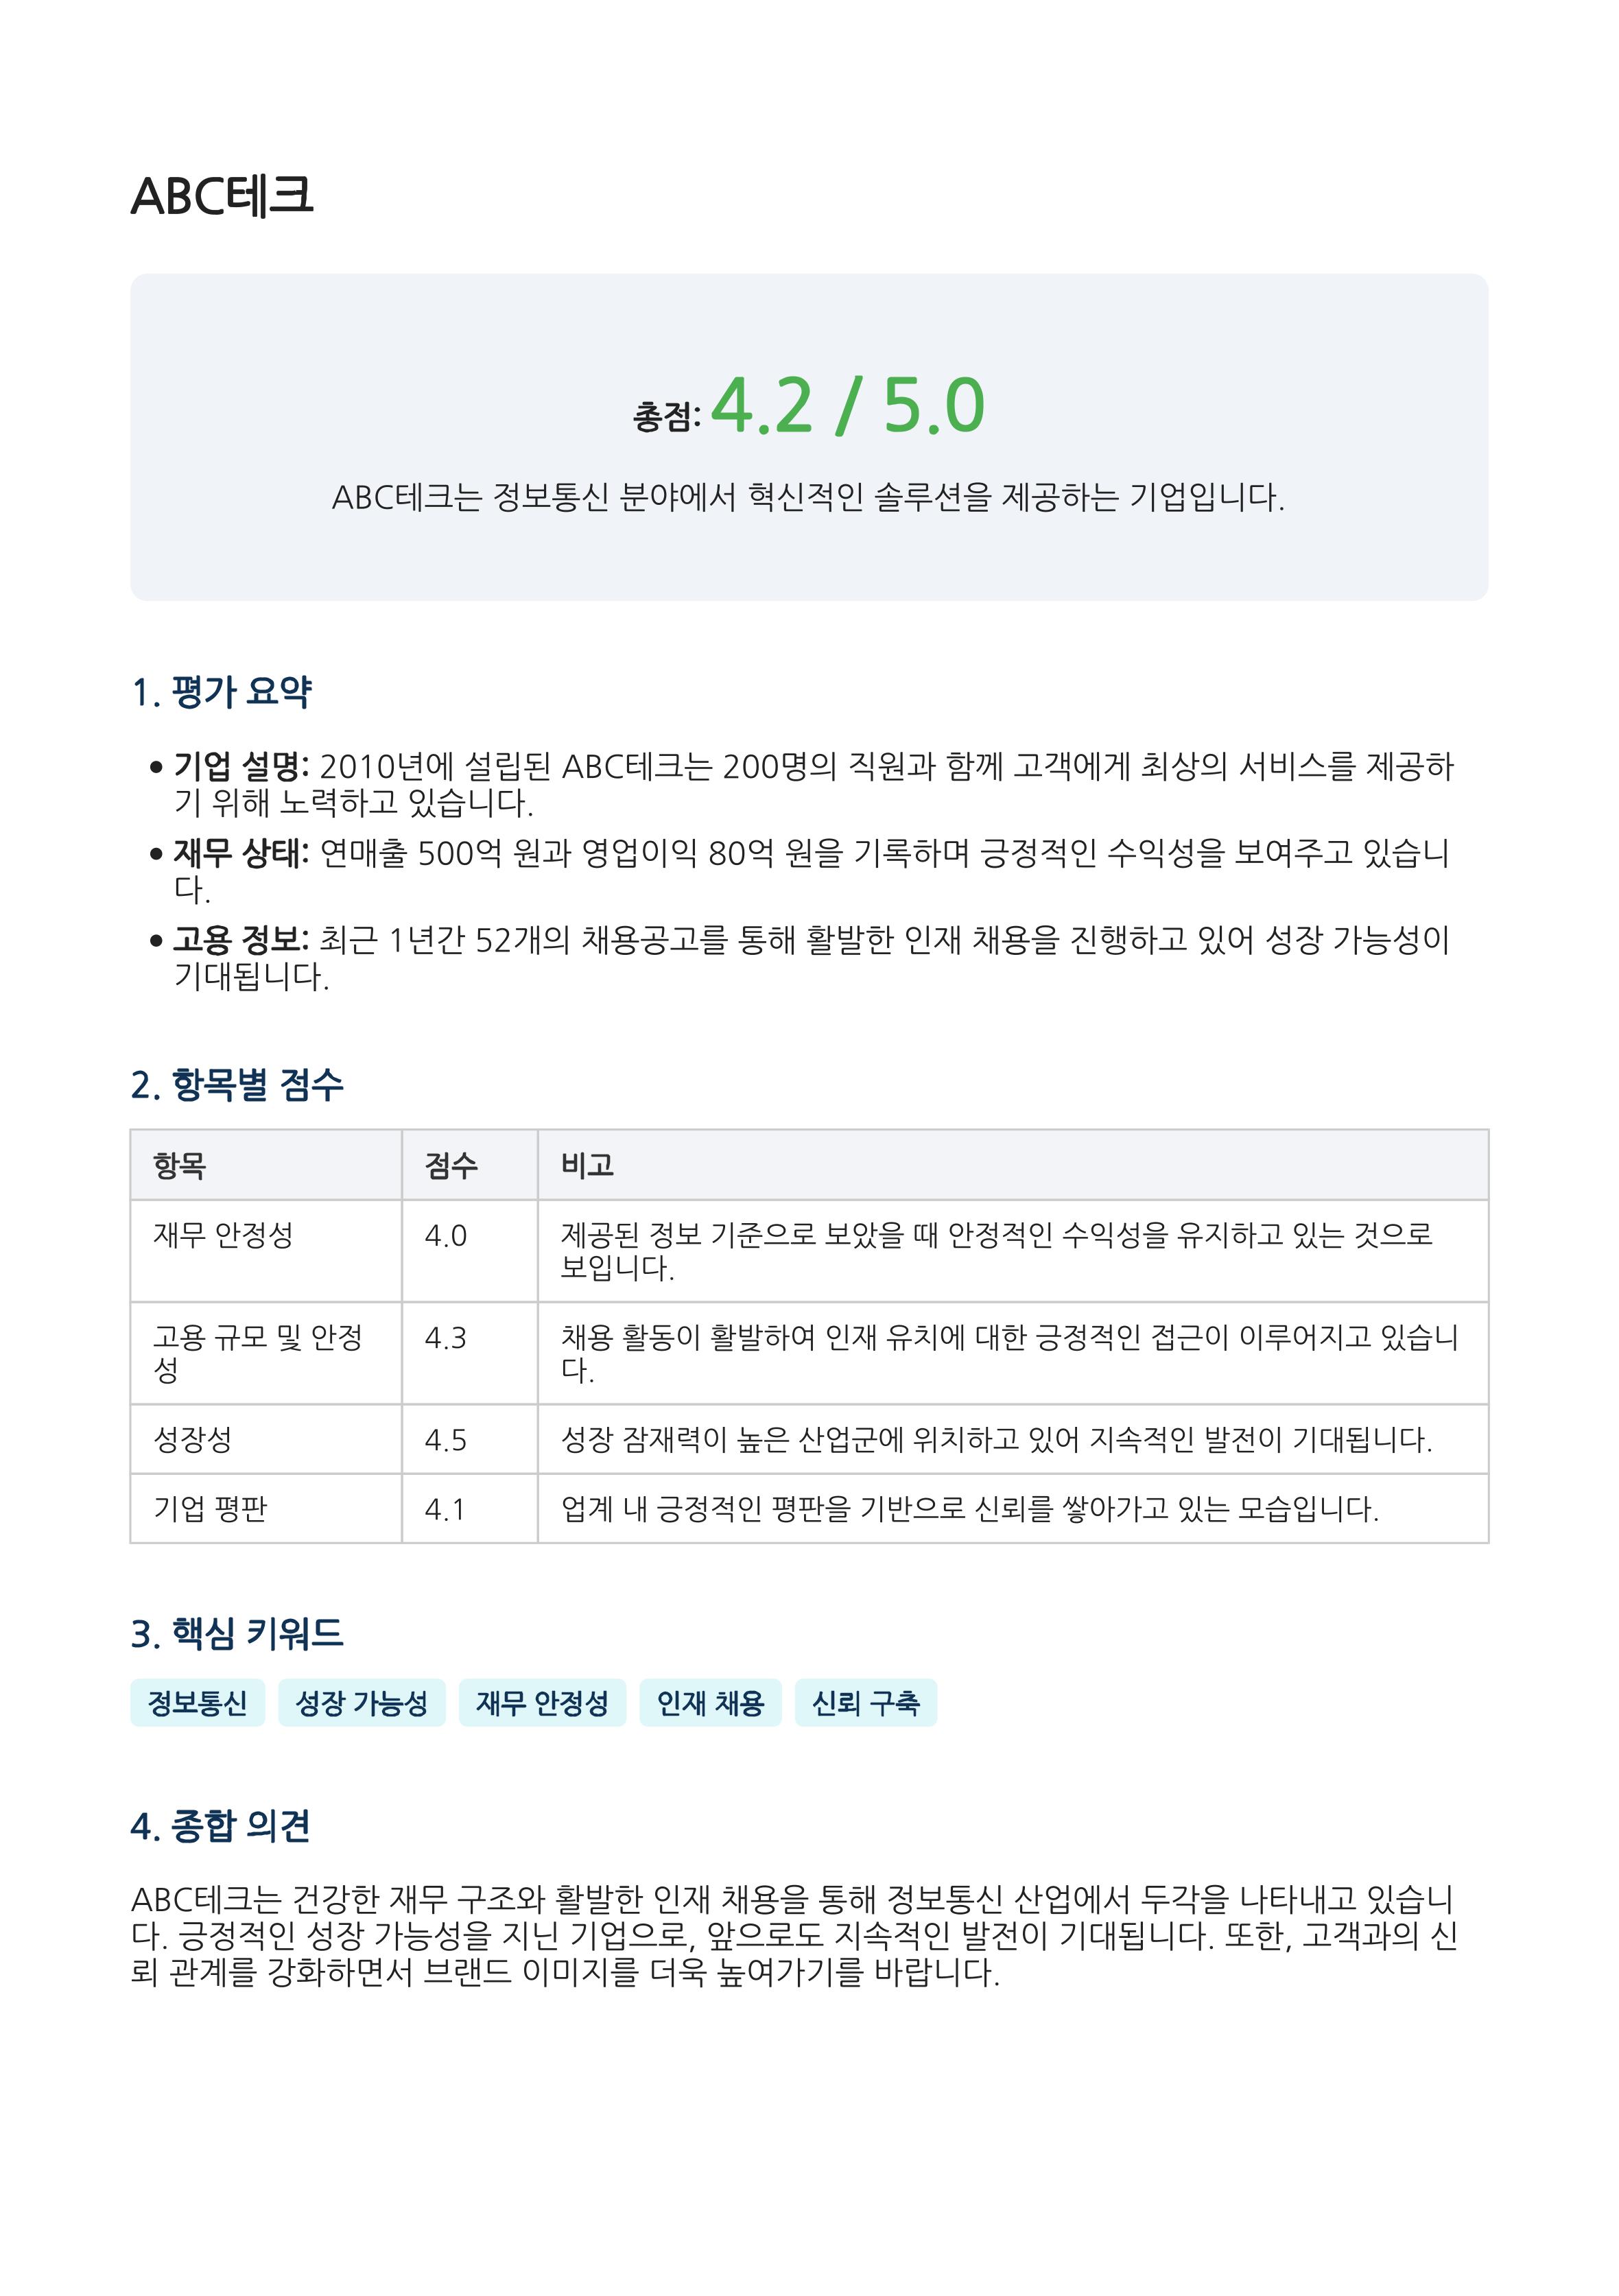 ABC테크
총점: 4.2 / 5.0
ABC테크는 정보통신 분야에서 혁신적인 솔루션을 제공하는 기업입니다.
1. 평가 요약
• 기업 설명: 2010년에 설립된 ABC테크는 200명의 직원과 함께 고객에게 최상의 서비스를 제공하
기 위해 노력하고 있습니다.
• 재무 상태: 연매출 500억 원과 영업이익 80억 원을 기록하며 긍정적인 수익성을 보여주고 있습니
다.
• 고용 정보: 최근 1년간 52개의 채용공고를 통해 활발한 인재 채용을 진행하고 있어 성장 가능성이
기대됩니다.
2. 항목별 점수
항목 점수 비고
재무 안정성 4.0 제공된 정보 기준으로 보았을 때 안정적인 수익성을 유지하고 있는 것으로
보입니다.
고용 규모 및 안정 4.3 채용 활동이 활발하여 인재 유치에 대한 긍정적인 접근이 이루어지고 있습니
성 다.
성장성 4.5 성장 잠재력이 높은 산업군에 위치하고 있어 지속적인 발전이 기대됩니다.
기업 평판 4.1 업계 내 긍정적인 평판을 기반으로 신뢰를 쌓아가고 있는 모습입니다.
3. 핵심 키워드
정보통신 성장 가능성 재무 안정성 인재 채용 신뢰 구축
4. 종합 의견
ABC테크는 건강한 재무 구조와 활발한 인재 채용을 통해 정보통신 산업에서 두각을 나타내고 있습니
다. 긍정적인 성장 가능성을 지닌 기업으로, 앞으로도 지속적인 발전이 기대됩니다. 또한, 고객과의 신
뢰 관계를 강화하면서 브랜드 이미지를 더욱 높여가기를 바랍니다.